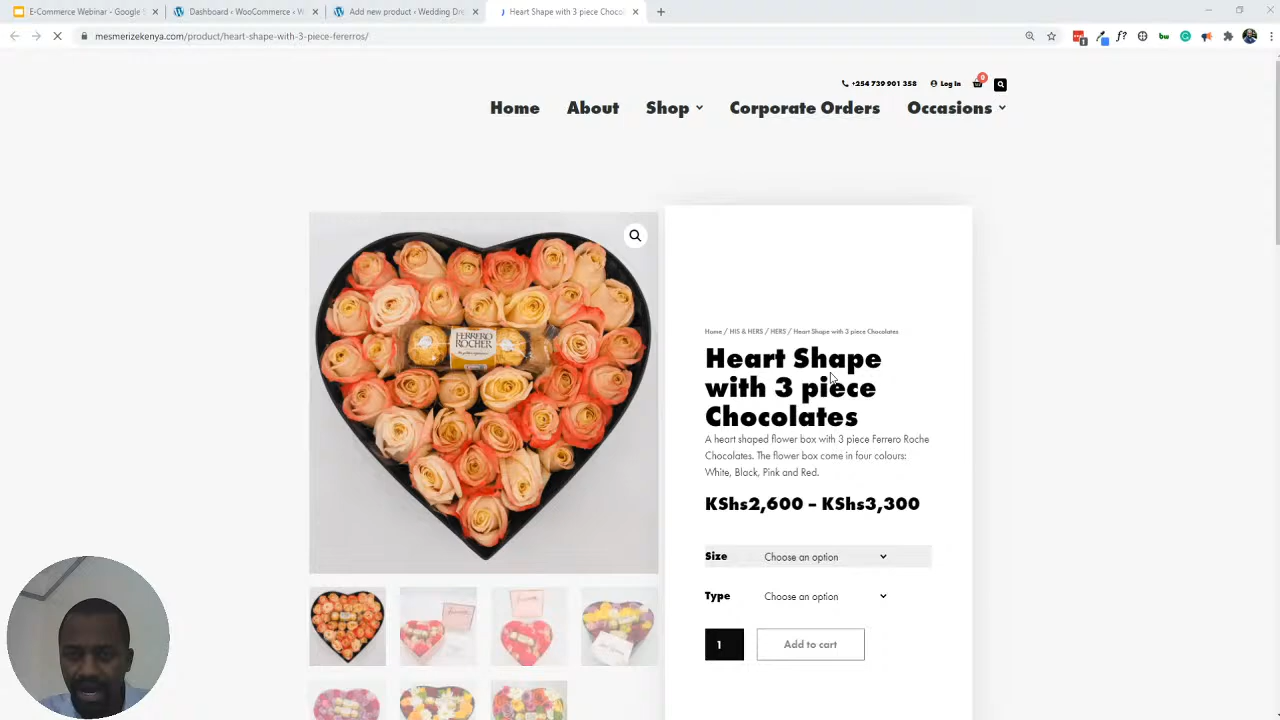 E-Commerce Webinar - Google S
Dashboard ‹ WooCommerce ‹ W
Add new product ‹ Wedding Dre
Heart Shape with 3 piece Choco
mesmerizekenya.com/product/heart-shape-with-3-piece-fererros/
+254 739 901 358
Log In
0
Home
About
Shop
Corporate Orders
Occasions
FERRERO
ROCHER
Home / HIS & HERS / HERS / Heart Shape with 3 piece Chocolates
Heart Shape
with 3 piece
Chocolates
A heart shaped flower box with 3 piece Ferrero Roche
Chocolates. The flower box come in four colours:
White, Black, Pink and Red.
KShs2,600 – KShs3,300
Size
Choose an option
Type
Choose an option
1
Add to cart